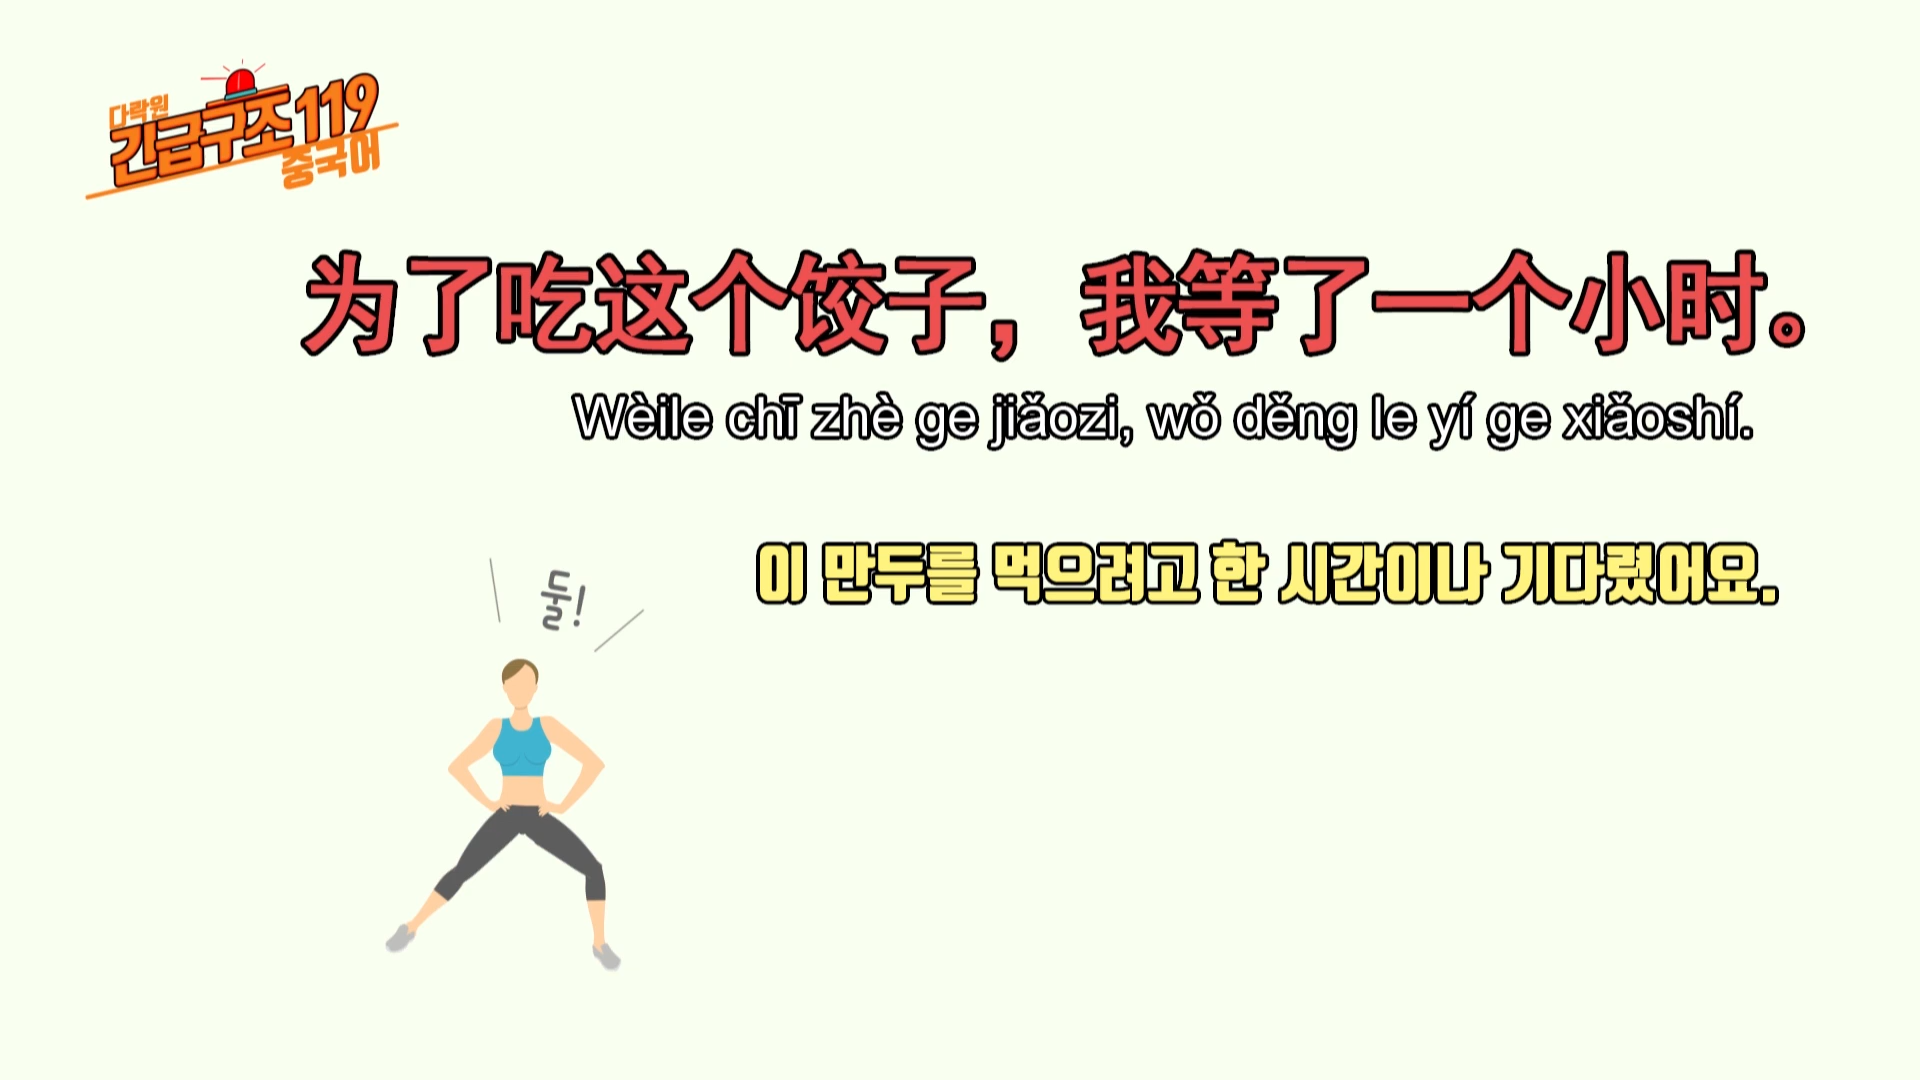 다락원
긴급구조119
중국어
为了吃这个饺子，我等了一个小时。
Wèile chī zhè ge jiǎozi, wǒ děng le yí ge xiǎoshí.
이 만두를 먹으려고 한 시간이나 기다렸어요.
둘!